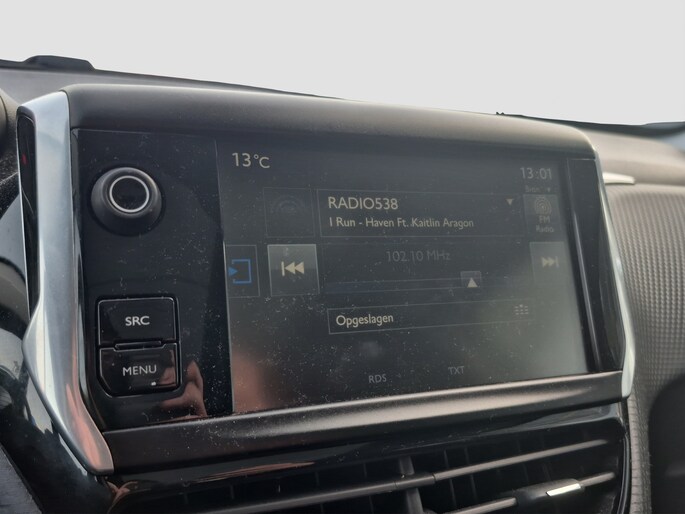 13°C
13:01
RADIO538
I Run - Haven Ft. Kaitlin Aragon
FM
Radio
102.10 MHz
SRC
Opgeslagen
MENU
RDS
TXT